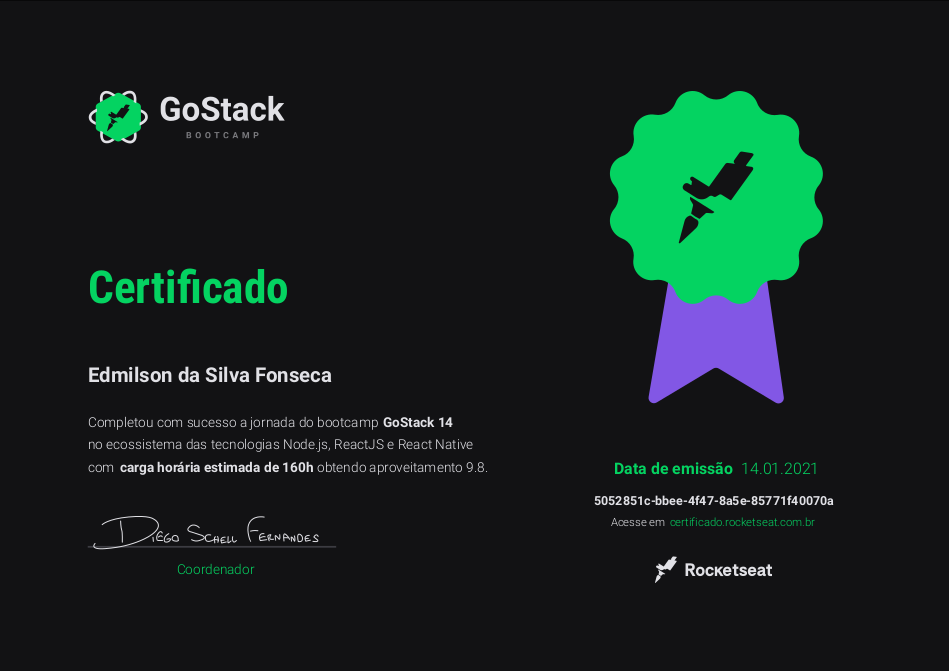 GoStack
BOOTCAMP
Certificado
Edmilson da Silva Fonseca
Completou com sucesso a jornada do bootcamp GoStack 14
no ecossistema das tecnologias Node.js, ReactJS e React Native
com carga horária estimada de 160h obtendo aproveitamento 9.8.
Diego Schell Fernandes
Coordenador
Data de emissão 14.01.2021
5052851c-bbee-4f47-8a5e-85771f40070a
Acesse em certificado.rocketseat.com.br
Rocketseat